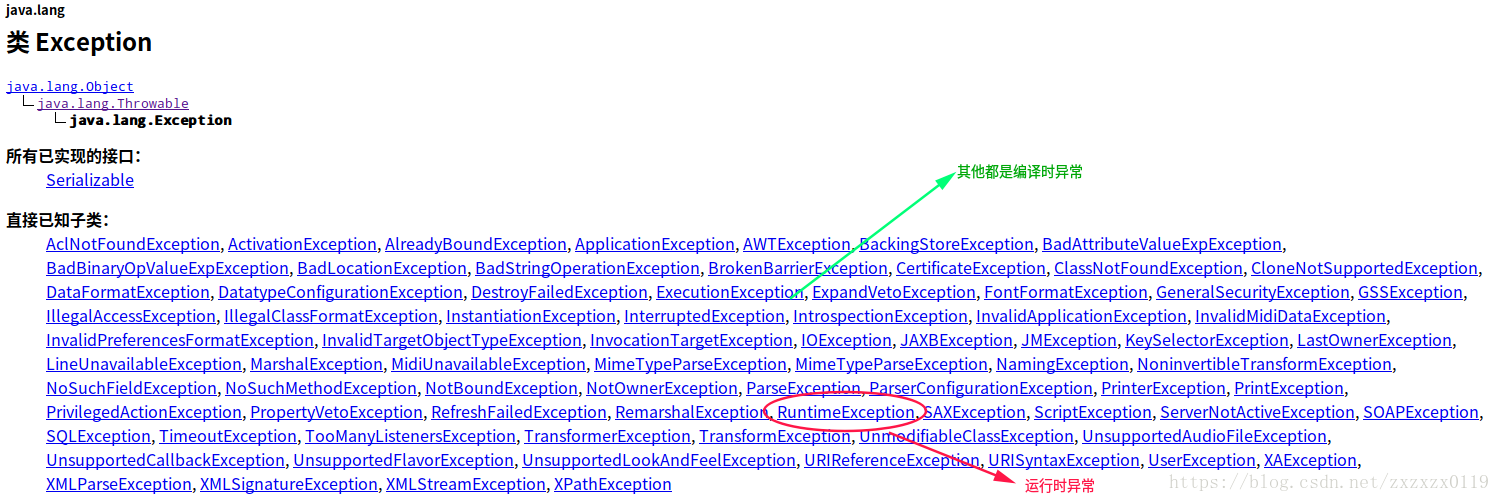 java.lang
类 Exception
java.lang.Object
java.lang.Throwable
java.lang.Exception
所有已实现的接口：
Serializable
其他都是编译时异常
直接已知子类：
AclNotFoundException, ActivationException, AlreadyBoundException, ApplicationException, AWTException, BackingStoreException, BadAttributeValueExpException,
BadBinaryOpValueExpException, BadLocationException, BadStringOperationException, BrokenBarrierException, CertificateException, ClassNotFoundException, CloneNotSupportedException,
DataFormatException, DatatypeConfigurationException, DestroyFailedException, ExecutionException, ExpandVetoException, FontFormatException, GeneralSecurityException, GSSException,
IllegalAccessException, IllegalClassFormatException, InstantiationException, InterruptedException, IntrospectionException, InvalidApplicationException, InvalidMidiDataException,
InvalidPreferencesFormatException, InvalidTargetObjectTypeException, InvocationTargetException, IOException, JAXBException, JMException, KeySelectorException, LastOwnerException,
LineUnavailableException, MarshalException, MidiUnavailableException, MimeTypeParseException, MimeTypeParseException, NamingException, NoninvertibleTransformException,
NoSuchFieldException, NoSuchMethodException, NotBoundException, NotOwnerException, ParseException, ParserConfigurationException, PrinterException, PrintException,
PrivilegedActionException, PropertyVetoException, RefreshFailedException, RemarshalException, RuntimeException, SAXException, ScriptException, ServerNotActiveException, SOAPException,
SQLException, TimeoutException, TooManyListenersException, TransformerException, TransformException, UnmodifiableClassException, UnsupportedAudioFileException,
UnsupportedCallbackException, UnsupportedFlavorException, UnsupportedLookAndFeelException, URIReferenceException, URISyntaxException, UserException, XAException,
XMLParseException, XMLSignatureException, XMLStreamException, XPathException
运行时异常
https://blog.csdn.net/zxzxzx0119